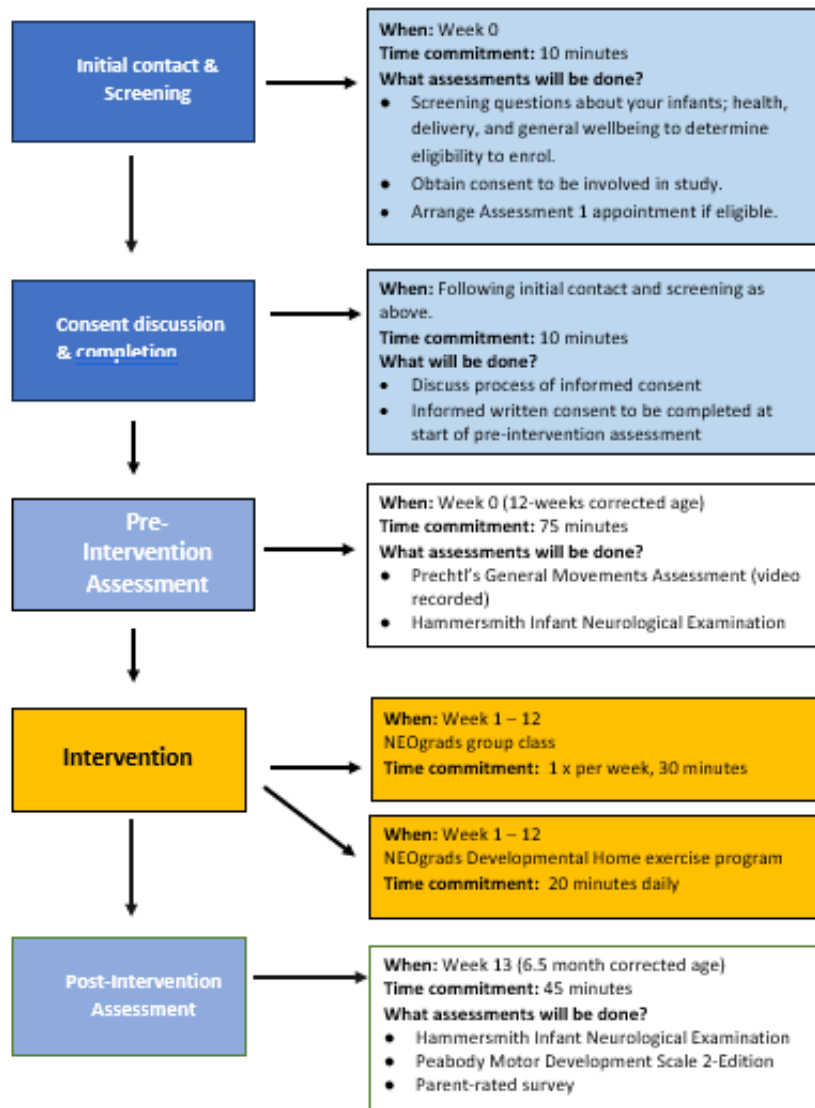 Initial contact &
Screening
When: Week 0
Time commitment: 10 minutes
What assessments will be done?
● Screening questions about your infants; health,
delivery, and general wellbeing to determine
eligibility to enrol.
● Obtain consent to be involved in study.
● Arrange Assessment 1 appointment if eligible.
Consent discussion
& completion
When: Following initial contact and screening as
above.
Time commitment: 10 minutes
What will be done?
● Discuss process of informed consent
● Informed written consent to be completed at
start of pre-intervention assessment
Pre-
Intervention
Assessment
When: Week 0 (12-weeks corrected age)
Time commitment: 75 minutes
What assessments will be done?
● Prechtl's General Movements Assessment (video
recorded)
● Hammersmith Infant Neurological Examination
Intervention
When: Week 1 – 12
NEOgrads group class
Time commitment: 1 x per week, 30 minutes
When: Week 1 – 12
NEOgrads Developmental Home exercise program
Time commitment: 20 minutes daily
Post-Intervention
Assessment
When: Week 13 (6.5 month corrected age)
Time commitment: 45 minutes
What assessments will be done?
● Hammersmith Infant Neurological Examination
● Peabody Motor Development Scale 2-Edition
● Parent-rated survey